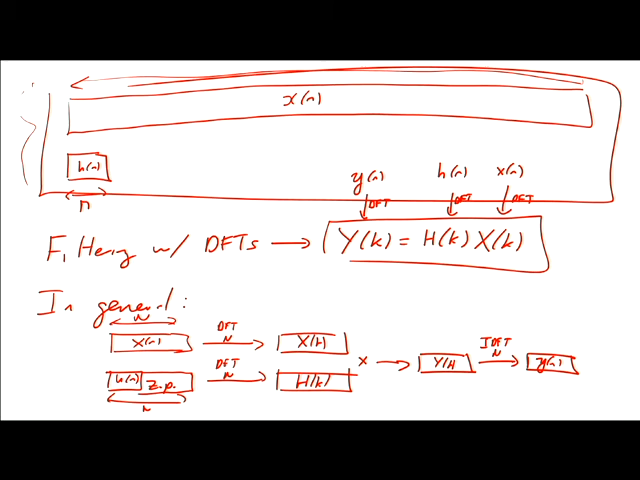 x(n)
h(n)
M
y(n) h(n) x(n)
DFT DFT DFT
Filtering w/ DFTs → Y(k) = H(k) X(k)
In general:
N
x(n) DFT N → X(k)
x → Y(k) IDFT N → y(n)
h(n) z.p. DFT N → H(k)
N